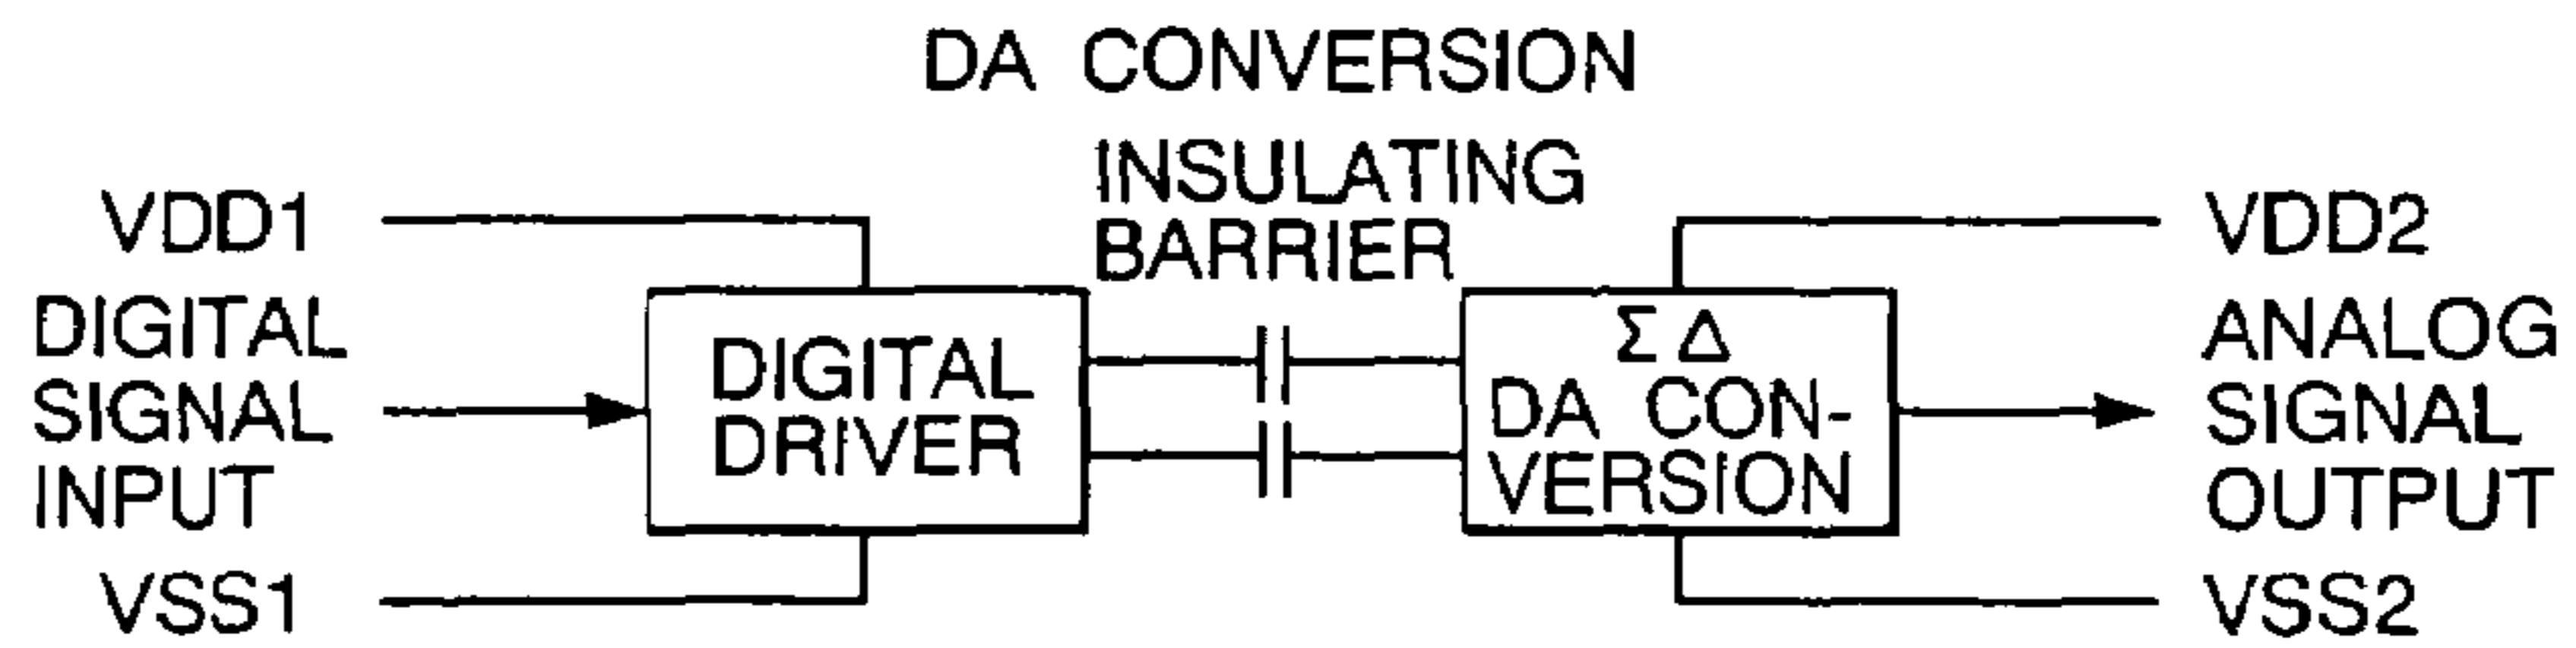 DA CONVERSION
INSULATING
BARRIER
VDD1
DIGITAL
SIGNAL
INPUT
VSS1
DIGITAL
DRIVER
ΣΔ
DA CON-
VERSION
VDD2
ANALOG
SIGNAL
OUTPUT
VSS2